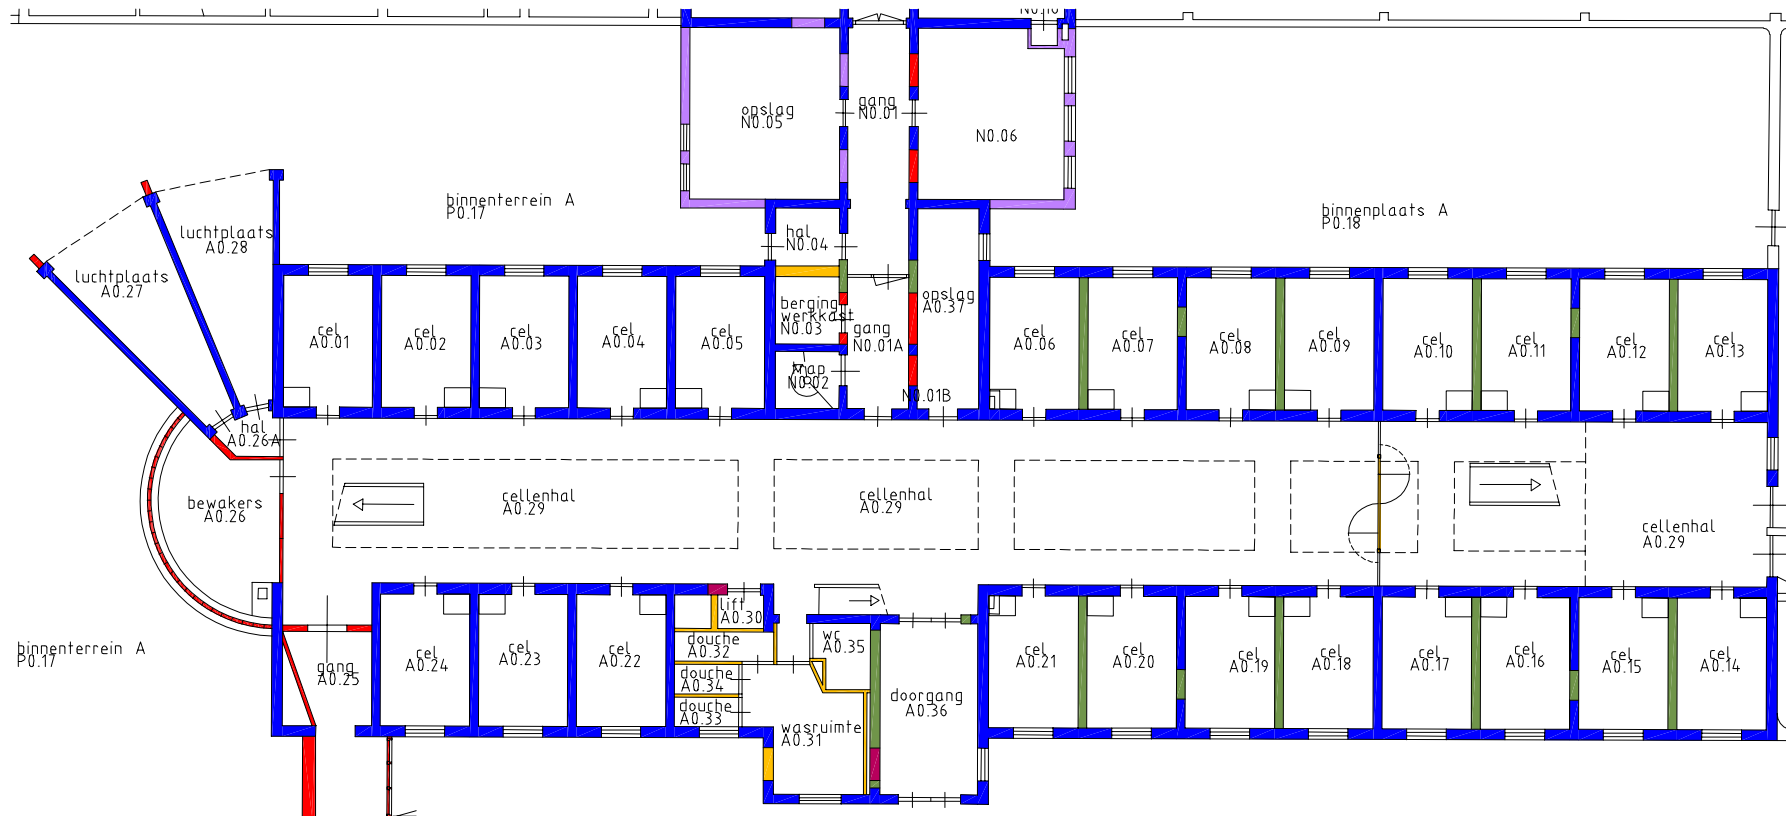 N0.10
opslag
N0.05
gang
N0.01
N0.06
binnenterrein A
P0.17
binnenplaats A
P0.18
luchtplaats
A0.28
luchtplaats
A0.27
hal
N0.04
berging
werkkast
N0.03
gang
N0.01A
opslag
A0.37
N0.02
N0.01B
cel
A0.01
cel
A0.02
cel
A0.03
cel
A0.04
cel
A0.05
cel
A0.06
cel
A0.07
cel
A0.08
cel
A0.09
cel
A0.10
cel
A0.11
cel
A0.12
cel
A0.13
hal
A0.26A
bewakers
A0.26
cellenhal
A0.29
cellenhal
A0.29
cellenhal
A0.29
binnenterrein A
P0.17
gang
A0.25
cel
A0.24
cel
A0.23
cel
A0.22
lift
A0.30
douche
A0.32
douche
A0.34
douche
A0.33
wc
A0.35
wasruimte
A0.31
doorgang
A0.36
cel
A0.21
cel
A0.20
cel
A0.19
cel
A0.18
cel
A0.17
cel
A0.16
cel
A0.15
cel
A0.14